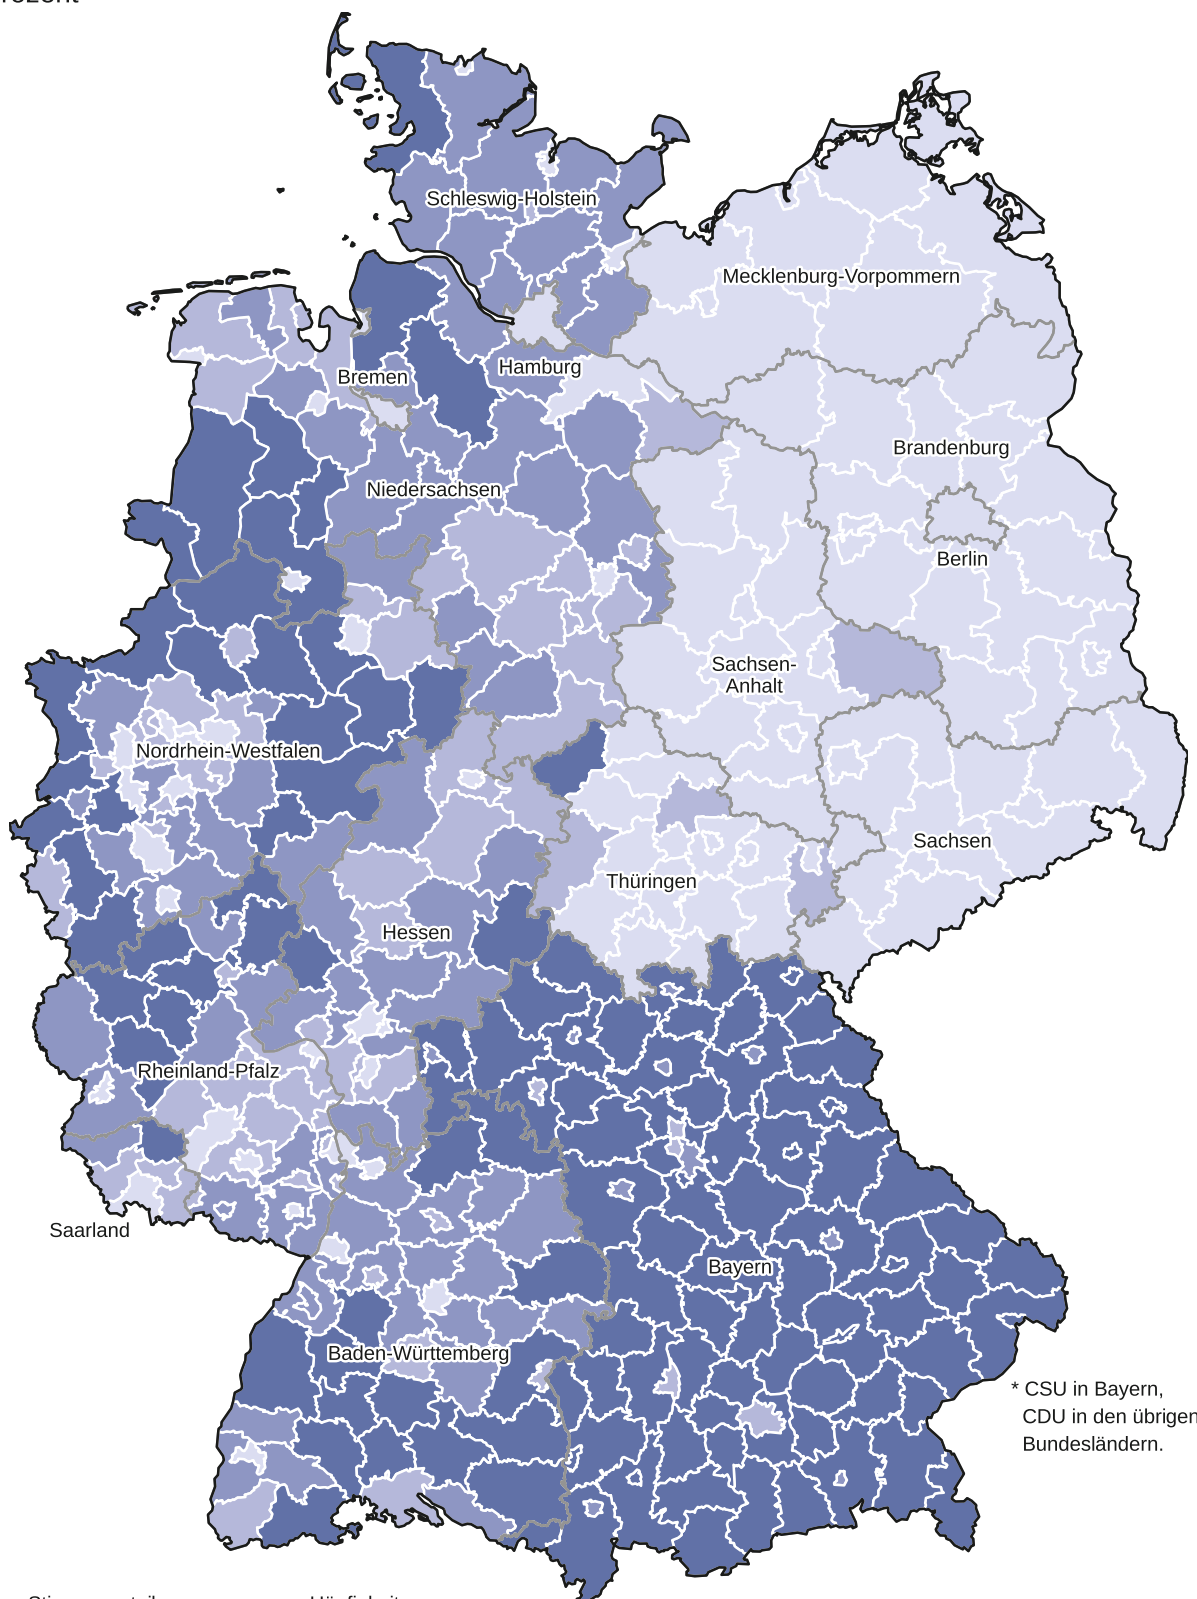 Schleswig-Holstein
Mecklenburg-Vorpommern
Hamburg
Bremen
Brandenburg
Niedersachsen
Berlin
Sachsen-
Anhalt
Nordrhein-Westfalen
Sachsen
Thüringen
Hessen
Rheinland-Pfalz
Saarland
Bayern
Baden-Württemberg
* CSU in Bayern,
CDU in den übrigen
Bundesländern.